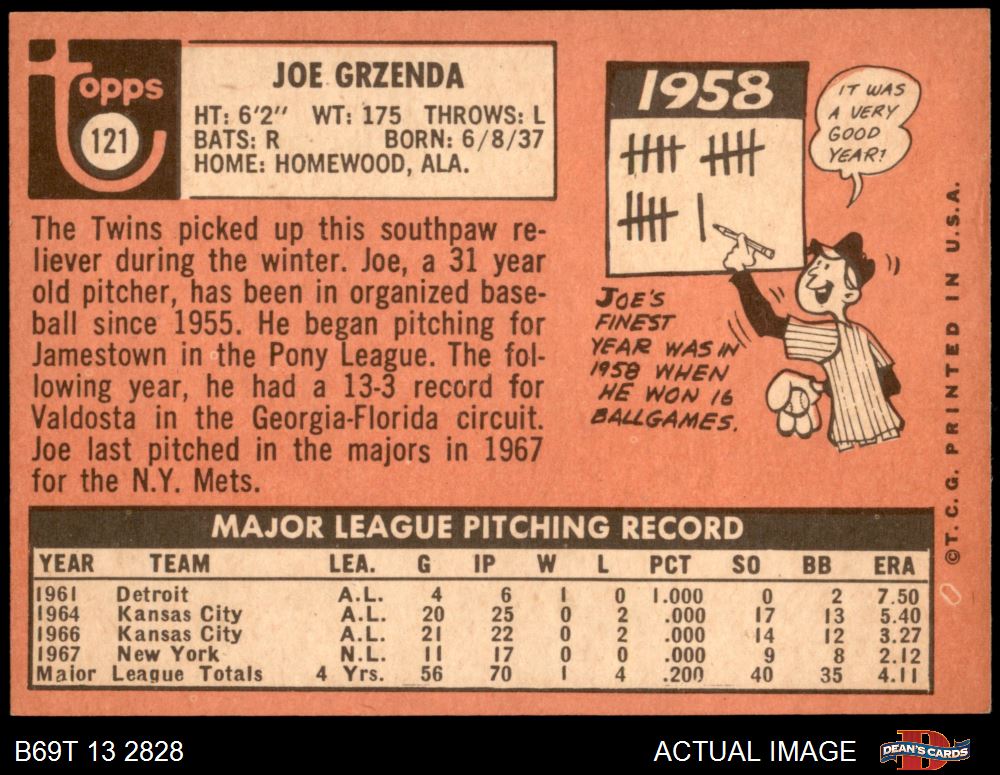 Topps
121
JOE GRZENDA
HT: 6'2" WT: 175 THROWS: L
BATS: R BORN: 6/8/37
HOME: HOMEWOOD, ALA.
The Twins picked up this southpaw re-
liever during the winter. Joe, a 31 year
old pitcher, has been in organized base-
ball since 1955. He began pitching for
Jamestown in the Pony League. The fol-
lowing year, he had a 13-3 record for
Valdosta in the Georgia-Florida circuit.
Joe last pitched in the majors in 1967
for the N.Y. Mets.
1958
IT WAS
A VERY
GOOD
YEAR!
JOE'S
FINEST
YEAR WAS IN
1958 WHEN
HE WON 16
BALLGAMES.
©T.C.G. PRINTED IN U.S.A.
MAJOR LEAGUE PITCHING RECORD
YEAR TEAM LEA. G IP W L PCT SO BB ERA
1961 Detroit A.L. 4 6 1 0 1.000 0 2 7.50
1964 Kansas City A.L. 20 25 0 2 .000 17 13 5.40
1966 Kansas City A.L. 21 22 0 2 .000 14 12 3.27
1967 New York N.L. 11 17 0 0 .000 9 8 2.12
Major League Totals 4 Yrs. 56 70 1 4 .200 40 35 4.11
B69T 13 2828
ACTUAL IMAGE
DEAN'S CARDS